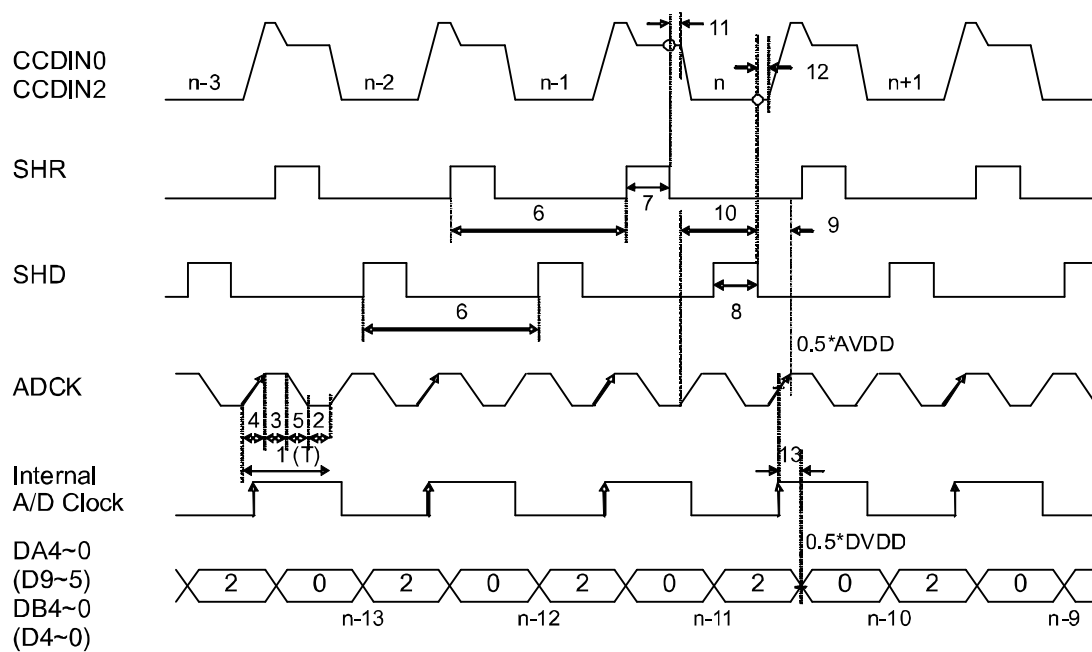 11
CCDIN0
CCDIN2
n-3
n-2
n-1
n
12
n+1
SHR
7
6
10
9
SHD
8
6
0.5*AVDD
ADCK
4
3
5
2
1 (T)
13
Internal
A/D Clock
0.5*DVDD
DA4~0
(D9~5)
DB4~0
(D4~0)
2 0 2 0 2 0 2 0 2 0
n-13 n-12 n-11 n-10 n-9